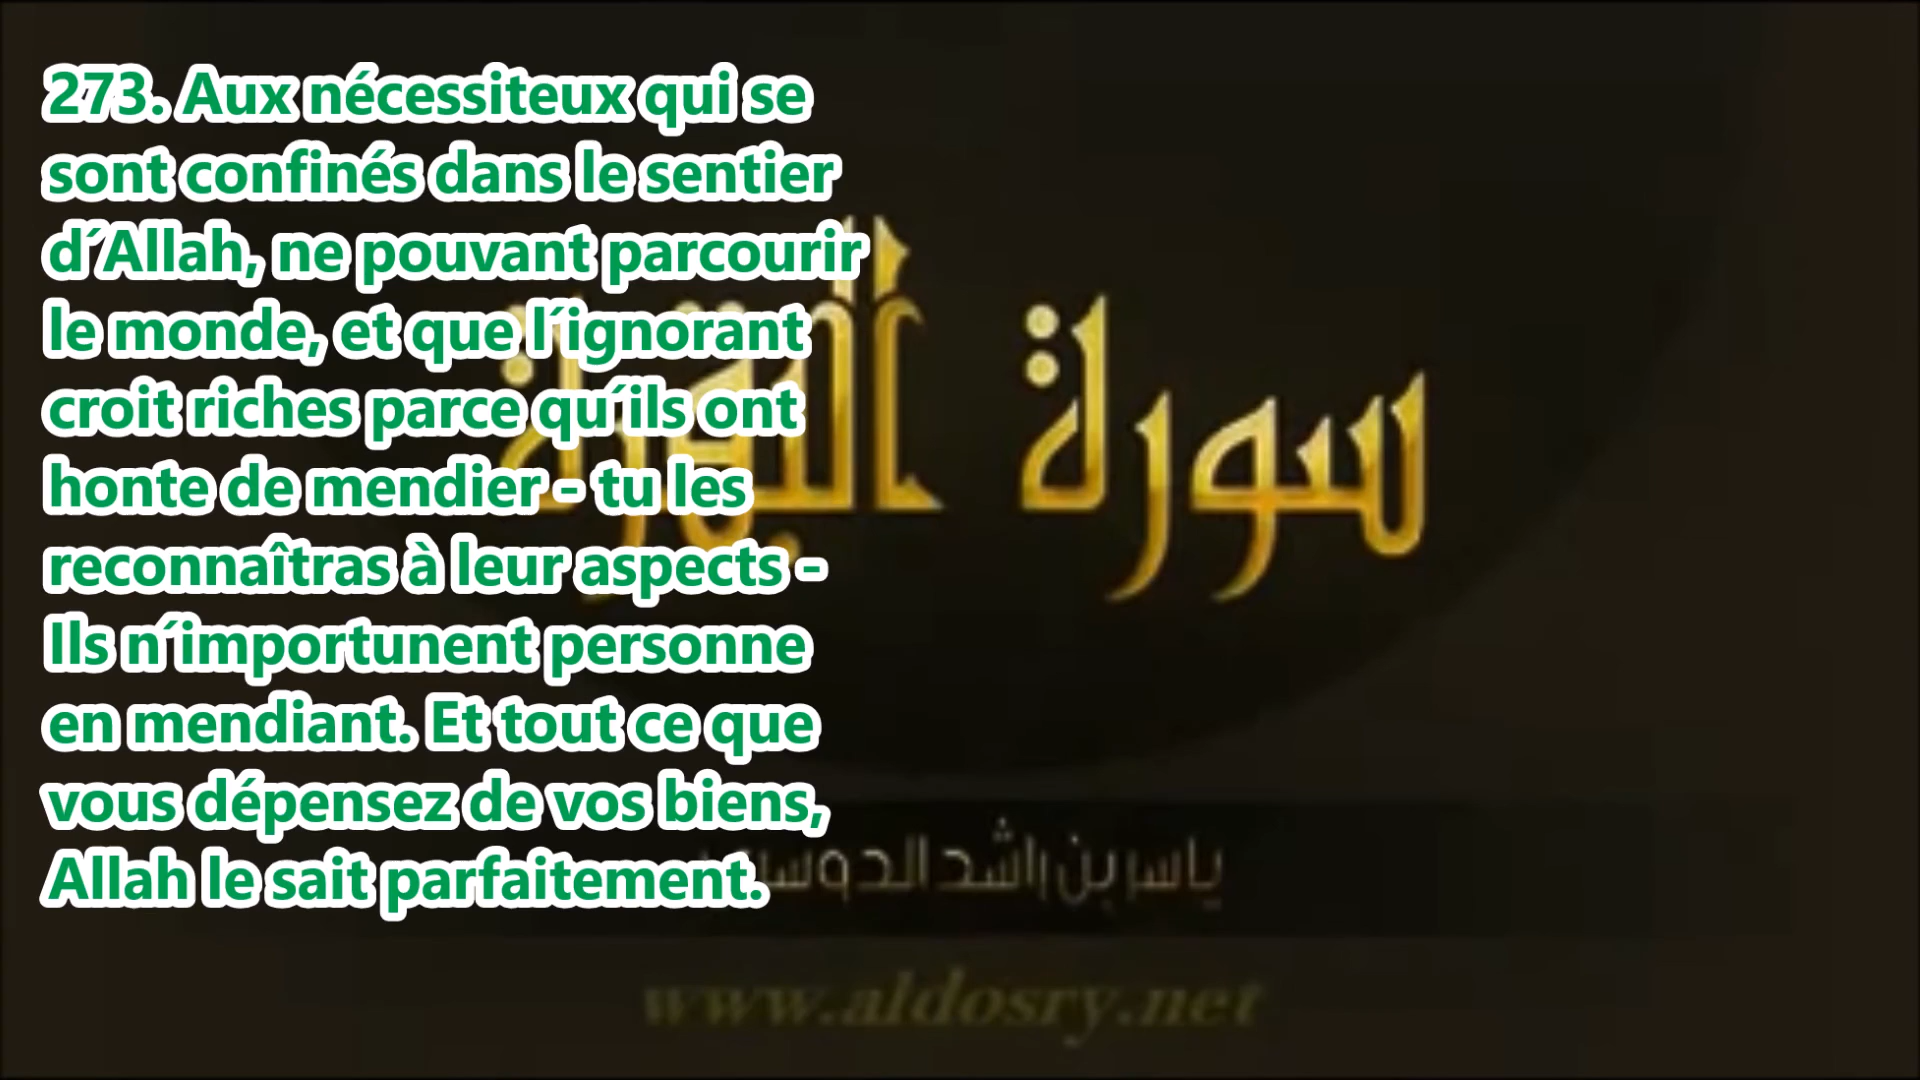 273. Aux nécessiteux qui se
sont confinés dans le sentier
d´Allah, ne pouvant parcourir
le monde, et que l´ignorant
croit riches parce qu´ils ont
honte de mendier - tu les
reconnaîtras à leur aspects -
Ils n´importunent personne
en mendiant. Et tout ce que
vous dépensez de vos biens,
Allah le sait parfaitement.
سورة البقرة
ياسر بن راشد الدوسري
www.aldosry.net